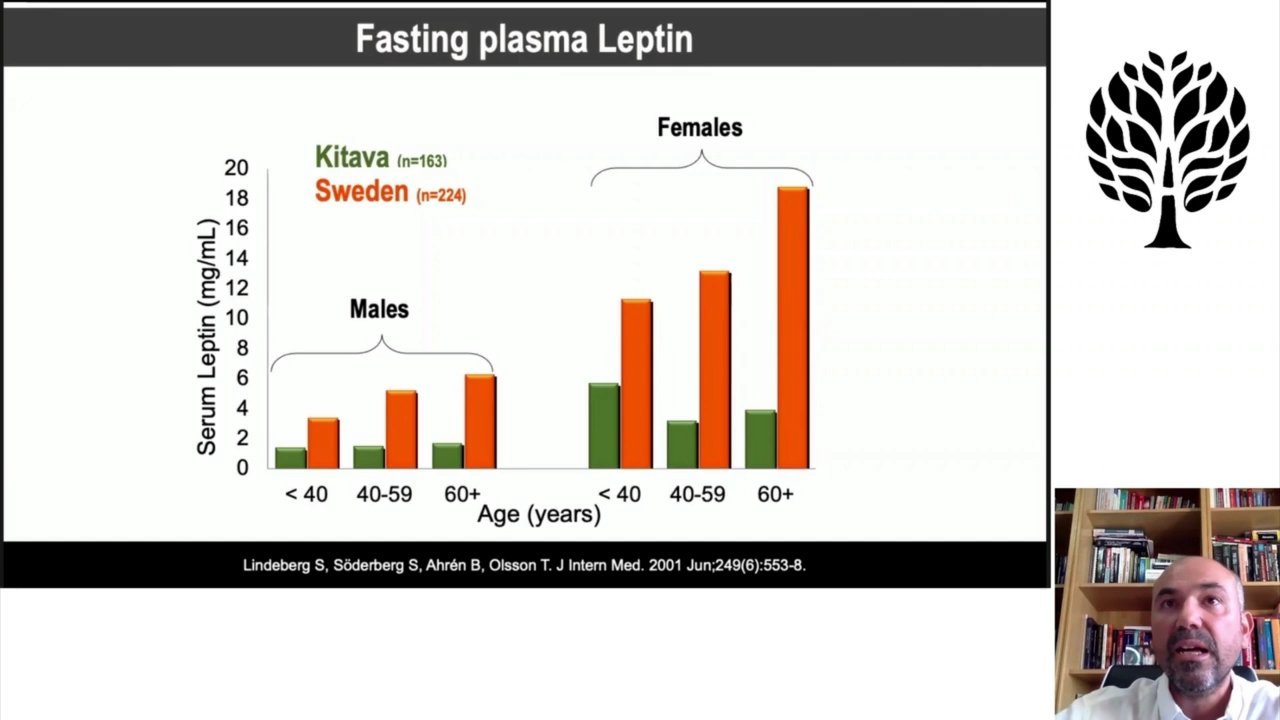 Fasting plasma Leptin
Females
Kitava (n=163)
Sweden (n=224)
Males
Serum Leptin (mg/mL)
20
18
16
14
12
10
8
6
4
2
0
< 40
40-59
60+
< 40
40-59
60+
Age (years)
Lindeberg S, Söderberg S, Ahrén B, Olsson T. J Intern Med. 2001 Jun;249(6):553-8.